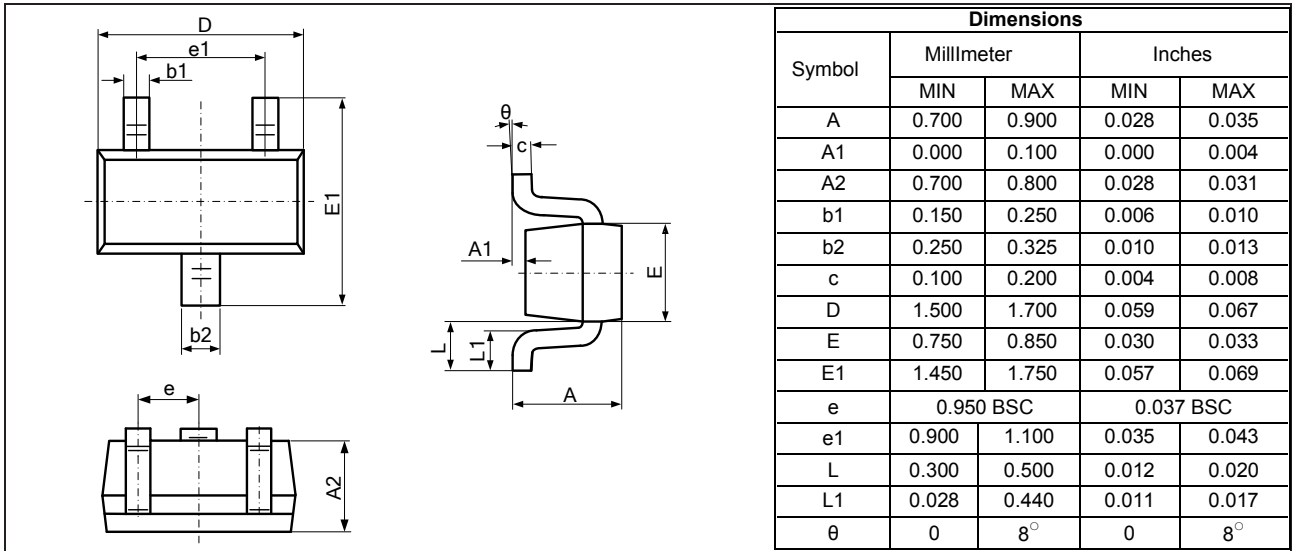 D
e1
b1
E1
b2
e
A2
θ
c
A1
E
L
L1
A
Dimensions
Symbol MillImeter Inches
MIN MAX MIN MAX
A 0.700 0.900 0.028 0.035
A1 0.000 0.100 0.000 0.004
A2 0.700 0.800 0.028 0.031
b1 0.150 0.250 0.006 0.010
b2 0.250 0.325 0.010 0.013
c 0.100 0.200 0.004 0.008
D 1.500 1.700 0.059 0.067
E 0.750 0.850 0.030 0.033
E1 1.450 1.750 0.057 0.069
e 0.950 BSC 0.037 BSC
e1 0.900 1.100 0.035 0.043
L 0.300 0.500 0.012 0.020
L1 0.028 0.440 0.011 0.017
θ 0 8○ 0 8○